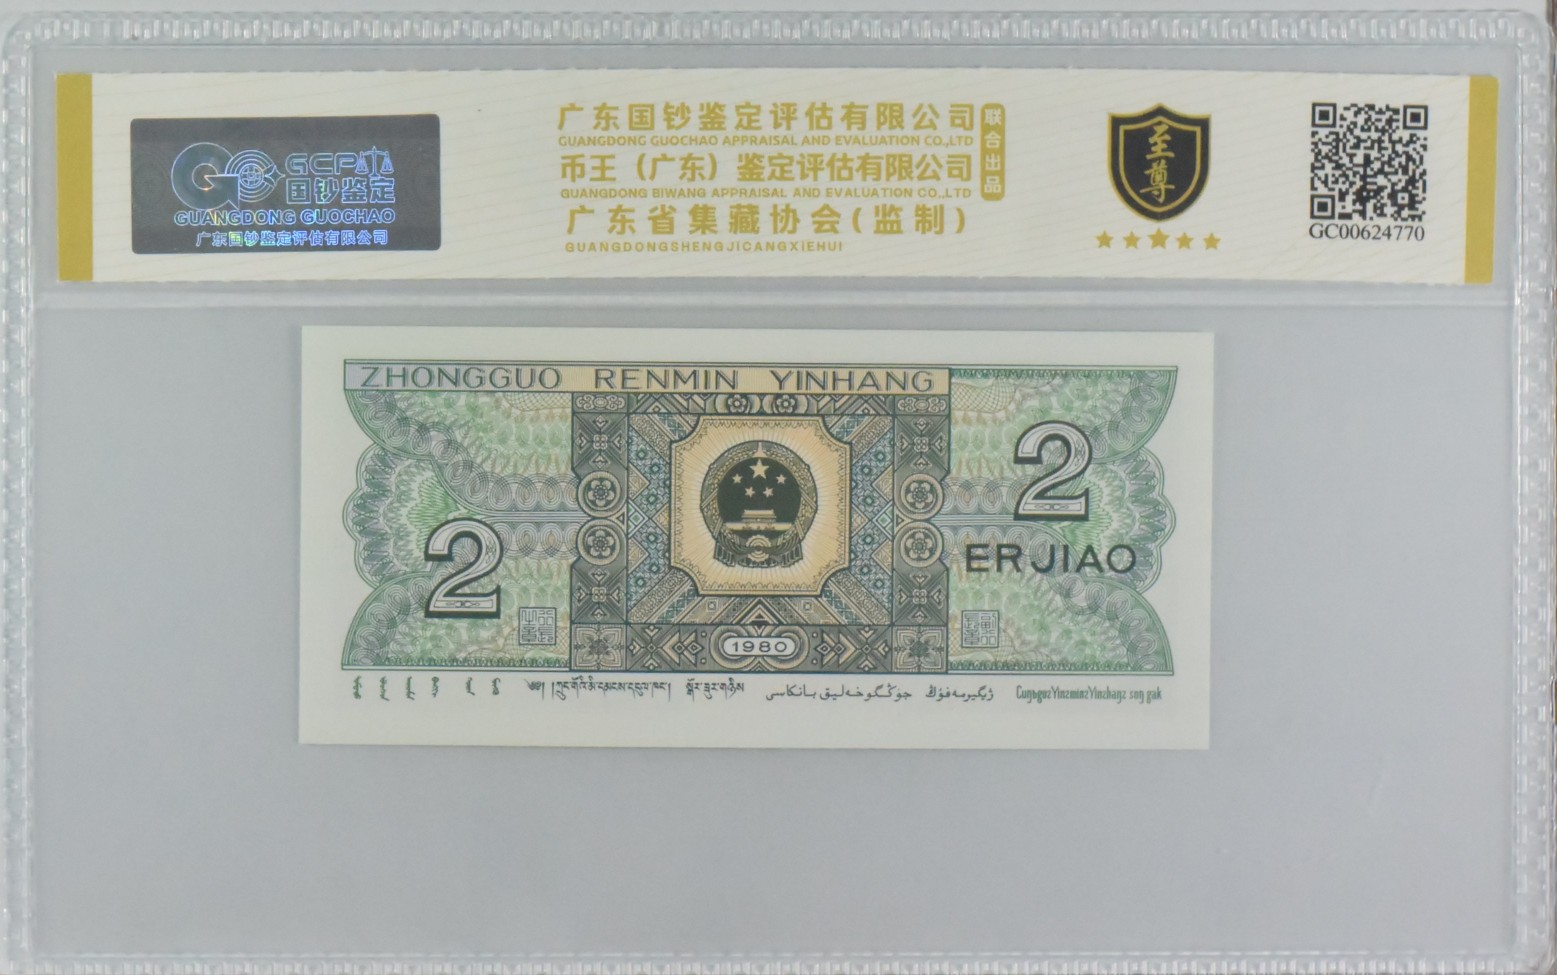 GCP
国钞鉴定
GUANGDONG GUOCHAO
广东国钞鉴定评估有限公司
广东国钞鉴定评估有限公司
GUANGDONG GUOCHAO APPRAISAL AND EVALUATION CO.,LTD
币王（广东）鉴定评估有限公司
GUANGDONG BIWANG APPRAISAL AND EVALUATION CO.,LTD
广东省集藏协会(监制)
GUANGDONGSHENGJICANGXIEHUI
联合出品
至尊
GC00624770
ZHONGGUO RENMIN YINHANG
2
2
ER JIAO
1980
جۇڭگوخەلىق بانكاسى